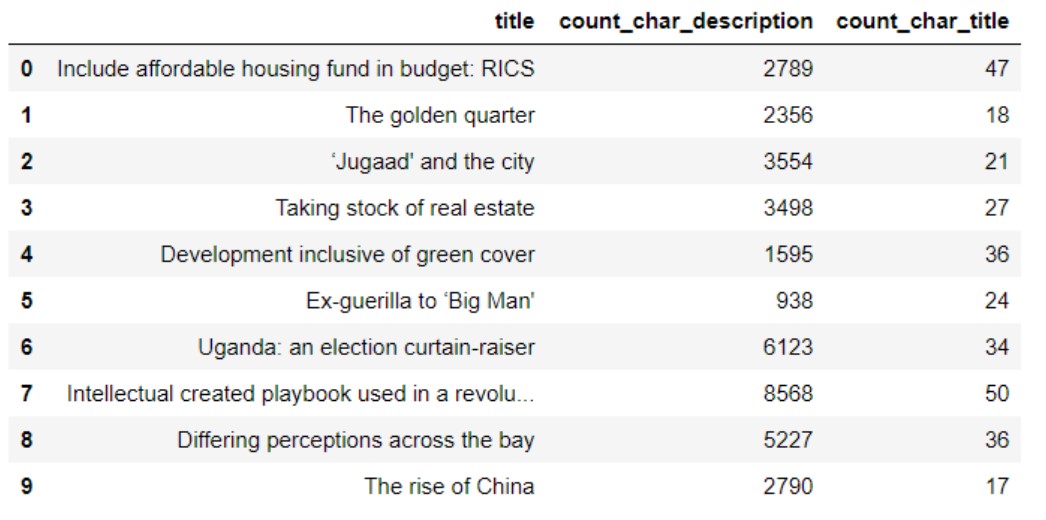 title count_char_description count_char_title
0 Include affordable housing fund in budget: RICS 2789 47
1 The golden quarter 2356 18
2 ‘Jugaad' and the city 3554 21
3 Taking stock of real estate 3498 27
4 Development inclusive of green cover 1595 36
5 Ex-guerilla to ‘Big Man' 938 24
6 Uganda: an election curtain-raiser 6123 34
7 Intellectual created playbook used in a revolu... 8568 50
8 Differing perceptions across the bay 5227 36
9 The rise of China 2790 17